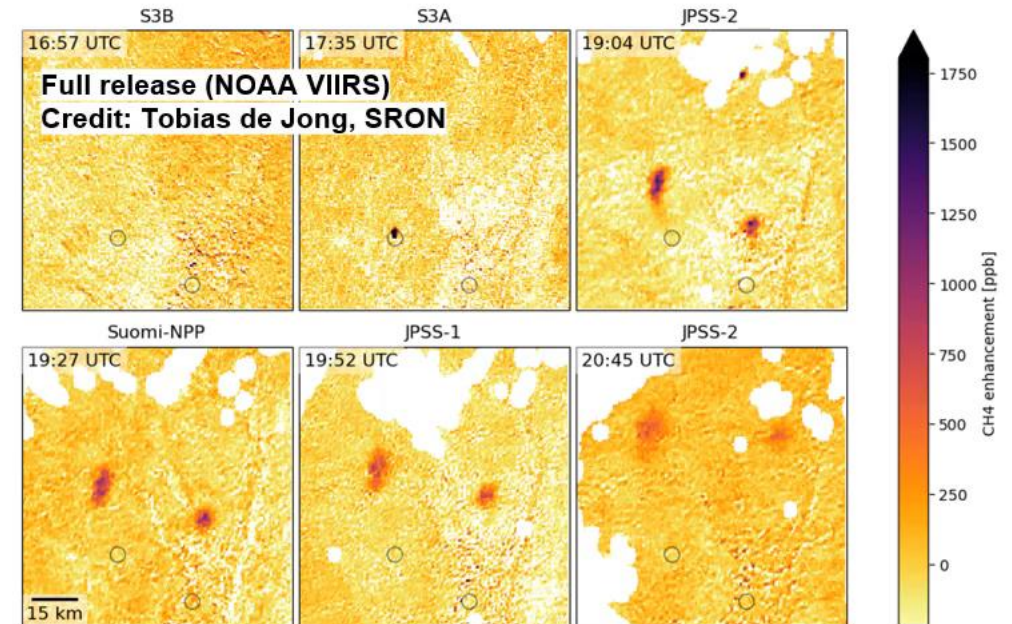 S3B
S3A
JPSS-2
16:57 UTC
17:35 UTC
19:04 UTC
Full release (NOAA VIIRS)
Credit: Tobias de Jong, SRON
Suomi-NPP
JPSS-1
JPSS-2
19:27 UTC
19:52 UTC
20:45 UTC
15 km
1750
1500
1250
1000
750
500
250
0
CH4 enhancement [ppb]